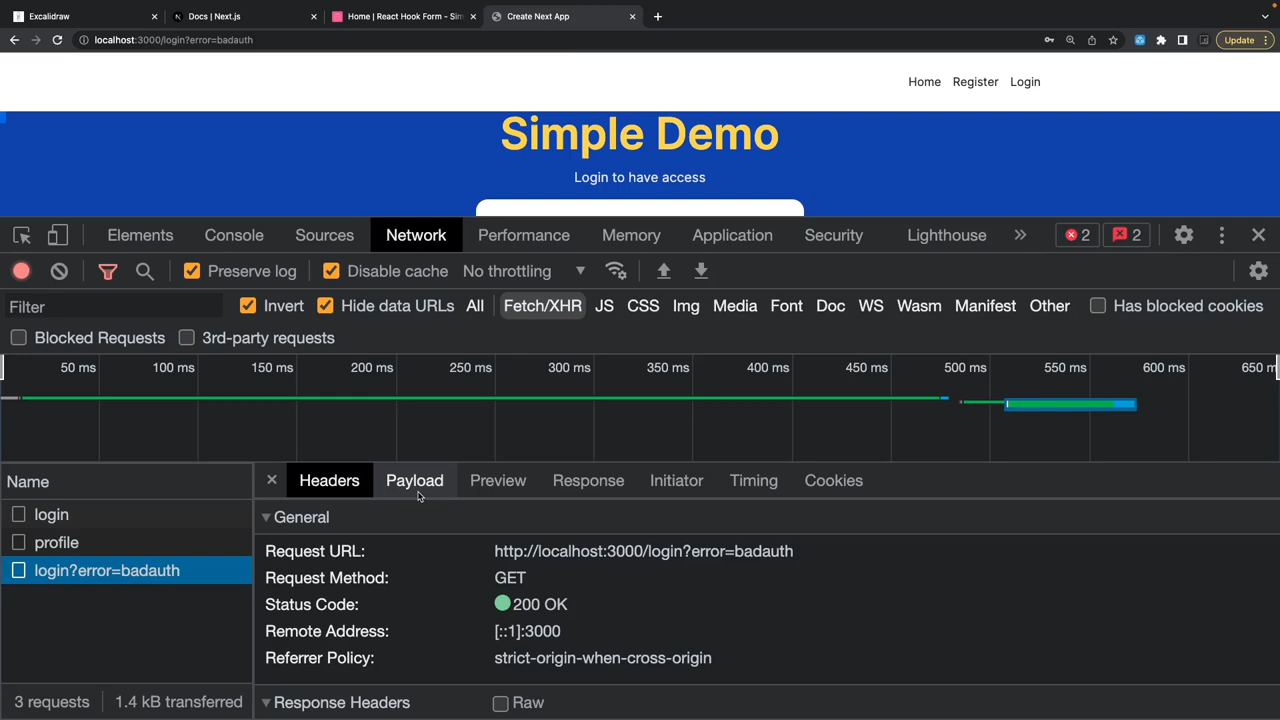 Excalidraw
Docs | Next.js
Home | React Hook Form - Sim
Create Next App
localhost:3000/login?error=badauth
Update
Home Register Login
Simple Demo
Login to have access
Elements Console Sources Network Performance Memory Application Security Lighthouse 2 2
Preserve log Disable cache No throttling
Filter Invert Hide data URLs All Fetch/XHR JS CSS Img Media Font Doc WS Wasm Manifest Other Has blocked cookies
Blocked Requests 3rd-party requests
50 ms 100 ms 150 ms 200 ms 250 ms 300 ms 350 ms 400 ms 450 ms 500 ms 550 ms 600 ms 650 m
Name
Headers Payload Preview Response Initiator Timing Cookies
login
profile
login?error=badauth
General
Request URL: http://localhost:3000/login?error=badauth
Request Method: GET
Status Code: 200 OK
Remote Address: [::1]:3000
Referrer Policy: strict-origin-when-cross-origin
3 requests 1.4 kB transferred
Response Headers Raw